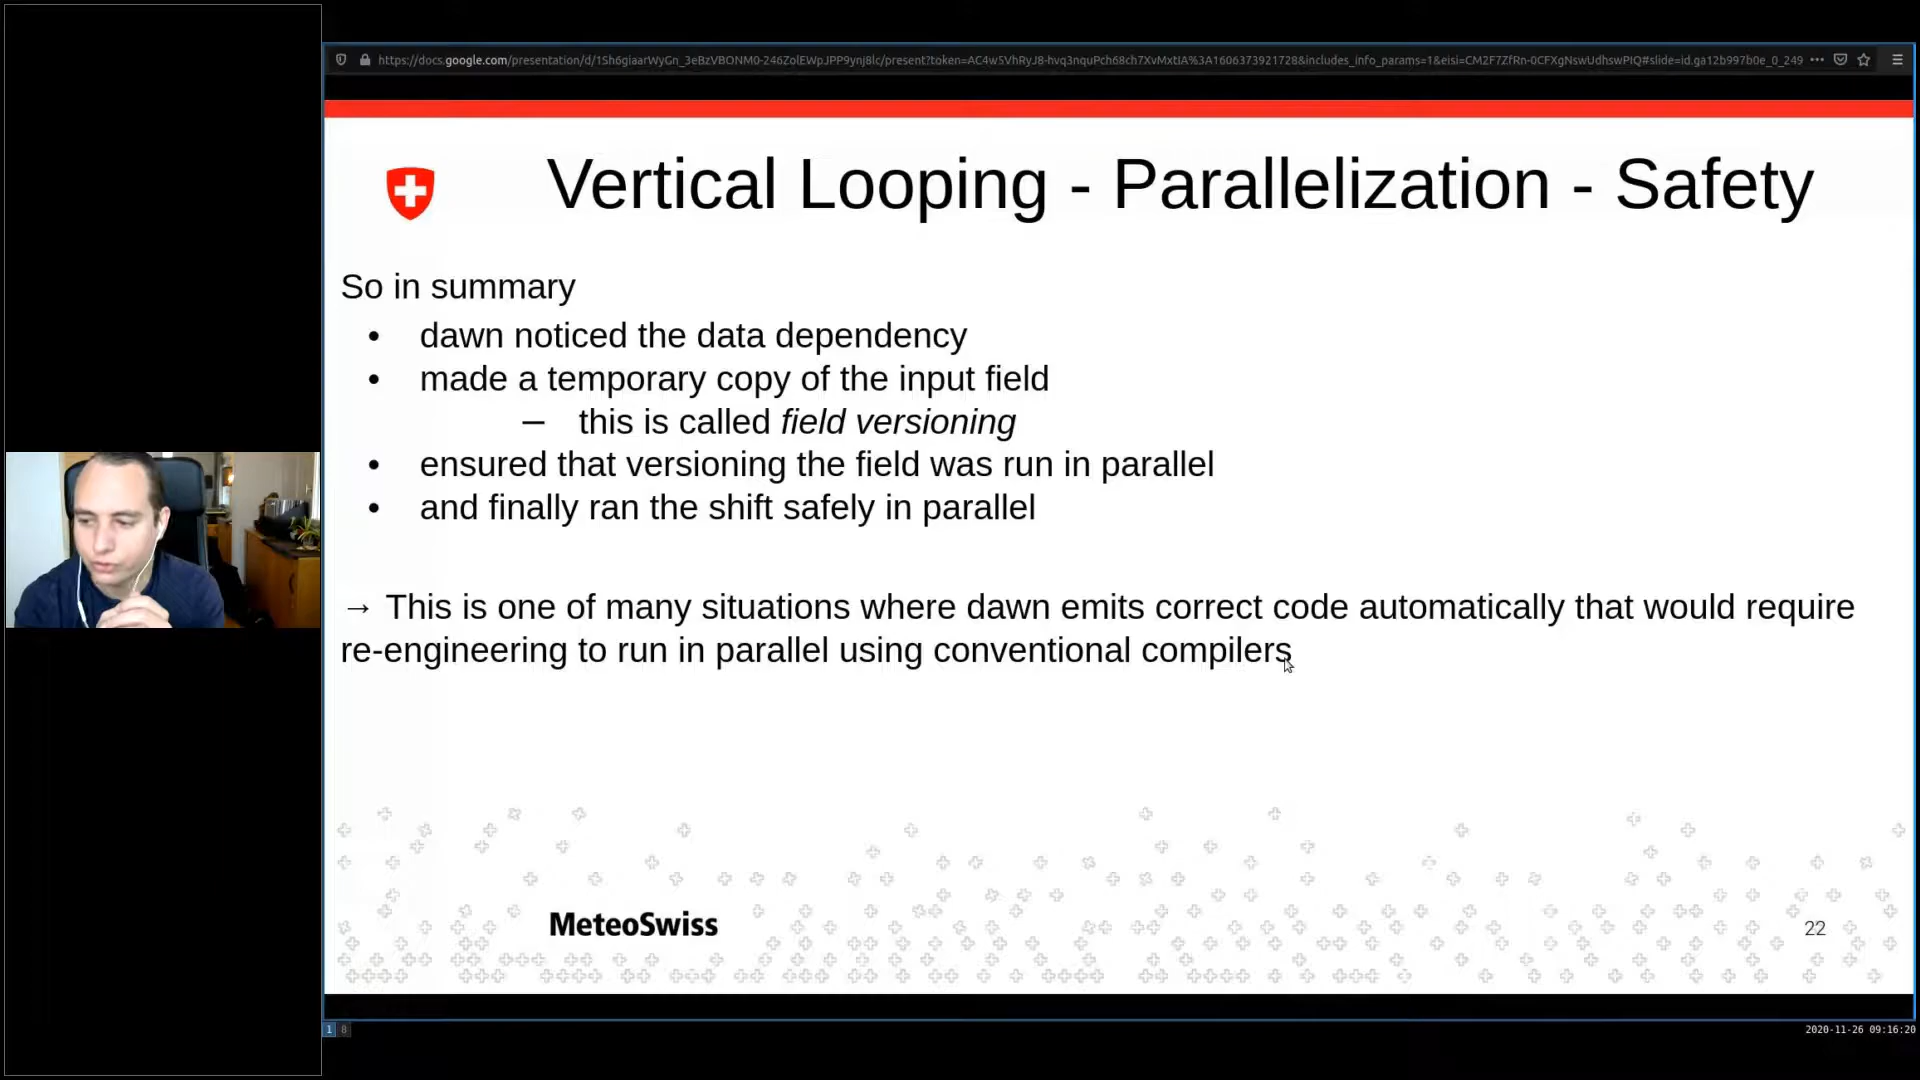 https://docs.google.com/presentation/d/1Sh6giaarWyGn_3eBzVBONM0-246ZolEWpJPP9ynj8lc/present?token=AC4w5VhRyJ8-hvq3nquPch68ch7XvMxtIA%3A1606373921728&includes_info_params=1&eisi=CM2F7ZfRn-0CFXgNswUdhswPIQ#slide=id.ga12b997b0e_0_249
Vertical Looping - Parallelization - Safety
So in summary
• dawn noticed the data dependency
• made a temporary copy of the input field
– this is called field versioning
• ensured that versioning the field was run in parallel
• and finally ran the shift safely in parallel
→ This is one of many situations where dawn emits correct code automatically that would require
re-engineering to run in parallel using conventional compilers
MeteoSwiss
22
1 8
2020-11-26 09:16:20